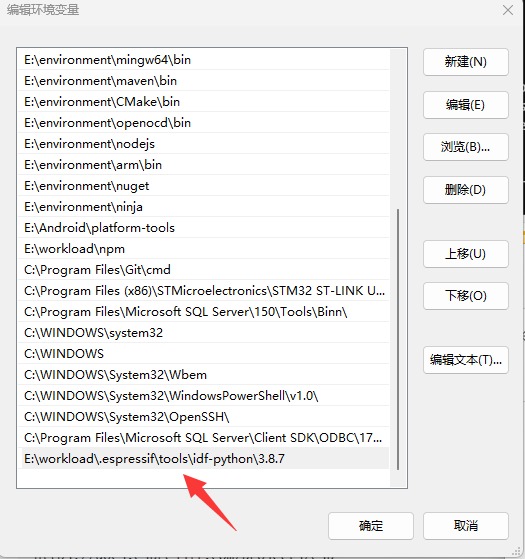 编辑环境变量
E:\environment\mingw64\bin
E:\environment\maven\bin
E:\environment\CMake\bin
E:\environment\openocd\bin
E:\environment\nodejs
E:\environment\arm\bin
E:\environment\nuget
E:\environment\ninja
E:\Android\platform-tools
E:\workload\npm
C:\Program Files\Git\cmd
C:\Program Files (x86)\STMicroelectronics\STM32 ST-LINK U...
C:\Program Files\Microsoft SQL Server\150\Tools\Binn\
C:\WINDOWS\system32
C:\WINDOWS
C:\WINDOWS\System32\Wbem
C:\WINDOWS\System32\WindowsPowerShell\v1.0\
C:\WINDOWS\System32\OpenSSH\
C:\Program Files\Microsoft SQL Server\Client SDK\ODBC\17...
E:\workload\.espressif\tools\idf-python\3.8.7
新建(N)
编辑(E)
浏览(B)...
删除(D)
上移(U)
下移(O)
编辑文本(T)...
确定
取消